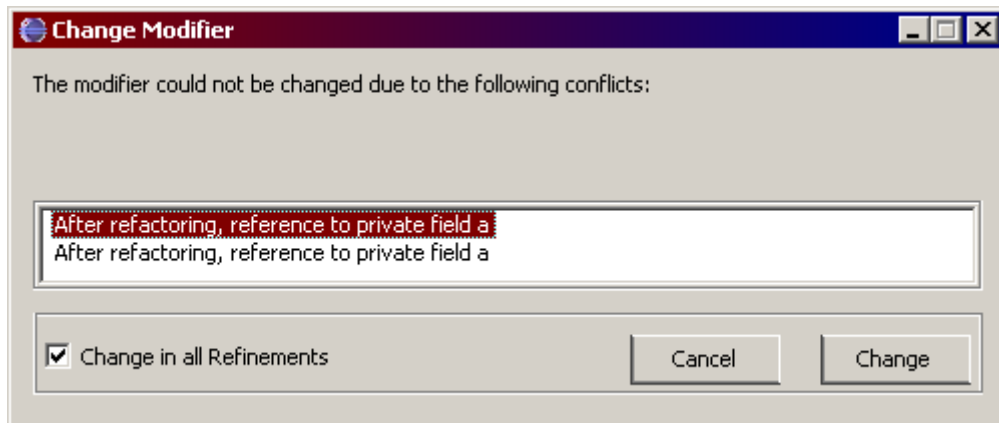 Change Modifier
The modifier could not be changed due to the following conflicts:
After refactoring, reference to private field a
After refactoring, reference to private field a
Change in all Refinements
Cancel
Change